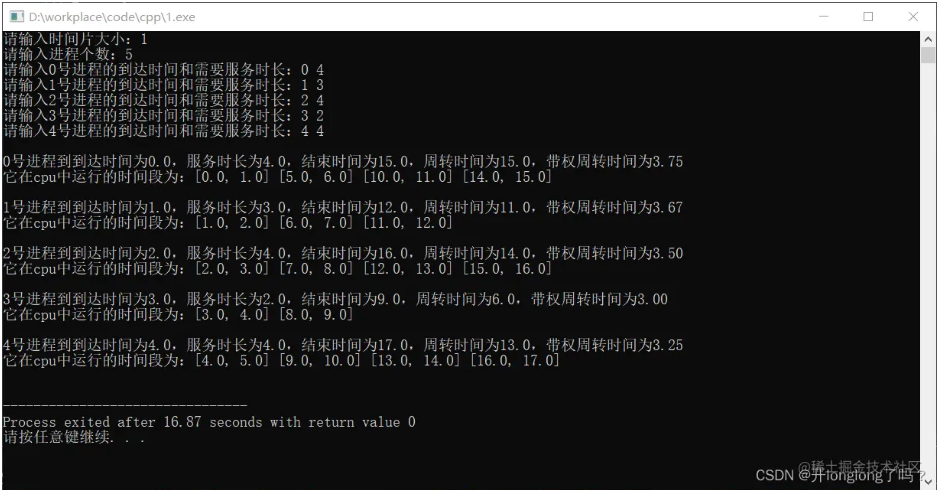 D:\workplace\code\cpp\1.exe
请输入时间片大小：1
请输入进程个数：5
请输入0号进程的到达时间和需要服务时长：0 4
请输入1号进程的到达时间和需要服务时长：1 3
请输入2号进程的到达时间和需要服务时长：2 4
请输入3号进程的到达时间和需要服务时长：3 2
请输入4号进程的到达时间和需要服务时长：4 4
0号进程到到达时间为0.0，服务时长为4.0，结束时间为15.0，周转时间为15.0，带权周转时间为3.75
它在cpu中运行的时间段为：[0.0, 1.0] [5.0, 6.0] [10.0, 11.0] [14.0, 15.0]
1号进程到到达时间为1.0，服务时长为3.0，结束时间为12.0，周转时间为11.0，带权周转时间为3.67
它在cpu中运行的时间段为：[1.0, 2.0] [6.0, 7.0] [11.0, 12.0]
2号进程到到达时间为2.0，服务时长为4.0，结束时间为16.0，周转时间为14.0，带权周转时间为3.50
它在cpu中运行的时间段为：[2.0, 3.0] [7.0, 8.0] [12.0, 13.0] [15.0, 16.0]
3号进程到到达时间为3.0，服务时长为2.0，结束时间为9.0，周转时间为6.0，带权周转时间为3.00
它在cpu中运行的时间段为：[3.0, 4.0] [8.0, 9.0]
4号进程到到达时间为4.0，服务时长为4.0，结束时间为17.0，周转时间为13.0，带权周转时间为3.25
它在cpu中运行的时间段为：[4.0, 5.0] [9.0, 10.0] [13.0, 14.0] [16.0, 17.0]
--------------------------------
Process exited after 16.87 seconds with return value 0
请按任意键继续. . .
@稀土掘金技术社区
CSDN @开longlong了吗？